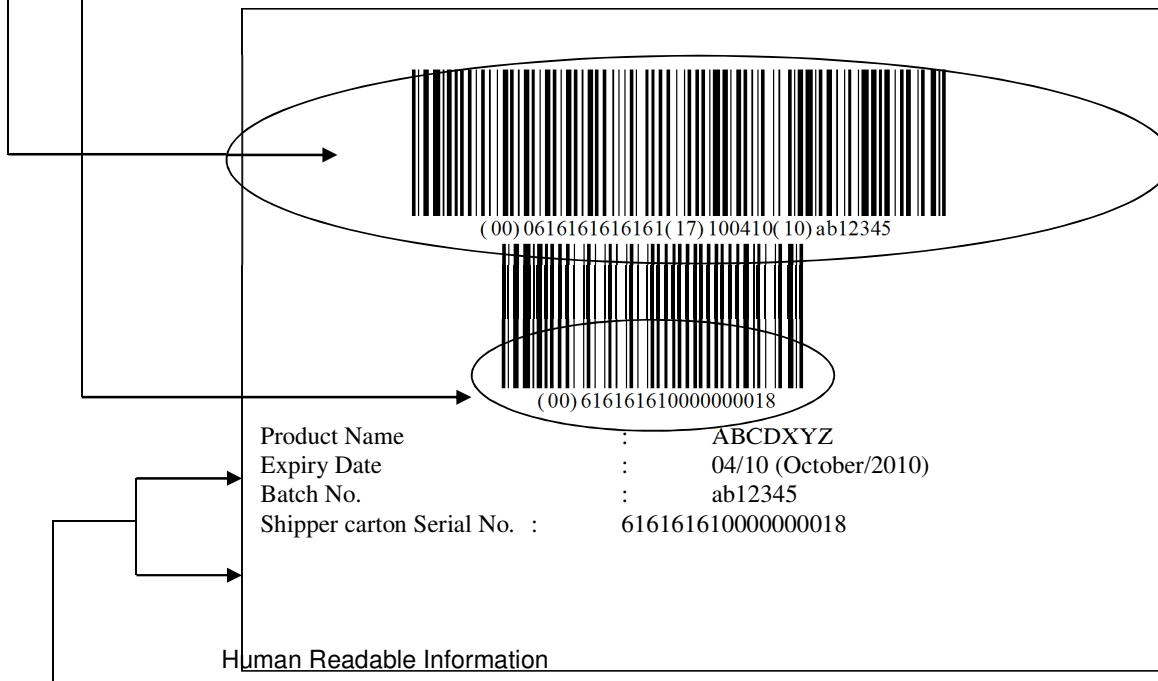 (00)0616161616161(17)100410(10)ab12345
(00)616161610000000018
Product Name : ABCDXYZ
Expiry Date : 04/10 (October/2010)
Batch No. : ab12345
Shipper carton Serial No. : 616161610000000018
Human Readable Information